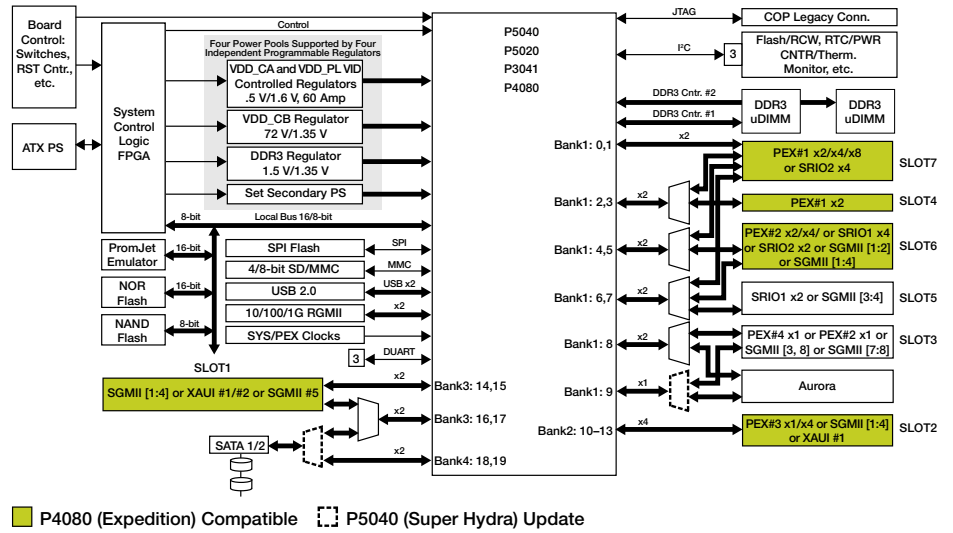 Board
Control:
Switches,
RST Cntr.,
etc.
ATX PS
System
Control
Logic
FPGA
Control
Four Power Pools Supported by Four
Independent Programmable Regulators
VDD_CA and VDD_PL VID
Controlled Regulators
.5 V/1.6 V, 60 Amp
VDD_CB Regulator
72 V/1.35 V
DDR3 Regulator
1.5 V/1.35 V
Set Secondary PS
8-bit
Local Bus 16/8-bit
PromJet
Emulator
16-bit
NOR
Flash
16-bit
NAND
Flash
8-bit
SPI Flash
SPI
4/8-bit SD/MMC
MMC
USB 2.0
USB x2
10/100/1G RGMII
x2
SYS/PEX Clocks
3
DUART
SLOT1
SGMII [1:4] or XAUI #1/#2 or SGMII #5
x2
x2
SATA 1/2
x2
P5040
P5020
P3041
P4080
Bank1: 0,1
Bank1: 2,3
Bank1: 4,5
Bank1: 6,7
Bank1: 8
Bank1: 9
Bank2: 10–13
Bank3: 14,15
Bank3: 16,17
Bank4: 18,19
JTAG
COP Legacy Conn.
I²C
3
Flash/RCW, RTC/PWR
CNTR/Therm.
Monitor, etc.
DDR3 Cntr. #2
DDR3 Cntr. #1
DDR3
uDIMM
DDR3
uDIMM
x2
PEX#1 x2/x4/x8
or SRIO2 x4
SLOT7
x2
PEX#1 x2
SLOT4
x2
PEX#2 x2/x4/ or SRIO1 x4
or SRIO2 x2 or SGMII [1:2]
or SGMII [1:4]
SLOT6
x2
SRIO1 x2 or SGMII [3:4]
SLOT5
x2
PEX#4 x1 or PEX#2 x1 or
SGMII [3, 8] or SGMII [7:8]
SLOT3
x1
Aurora
x4
PEX#3 x1/x4 or SGMII [1:4]
or XAUI #1
SLOT2
P4080 (Expedition) Compatible
P5040 (Super Hydra) Update